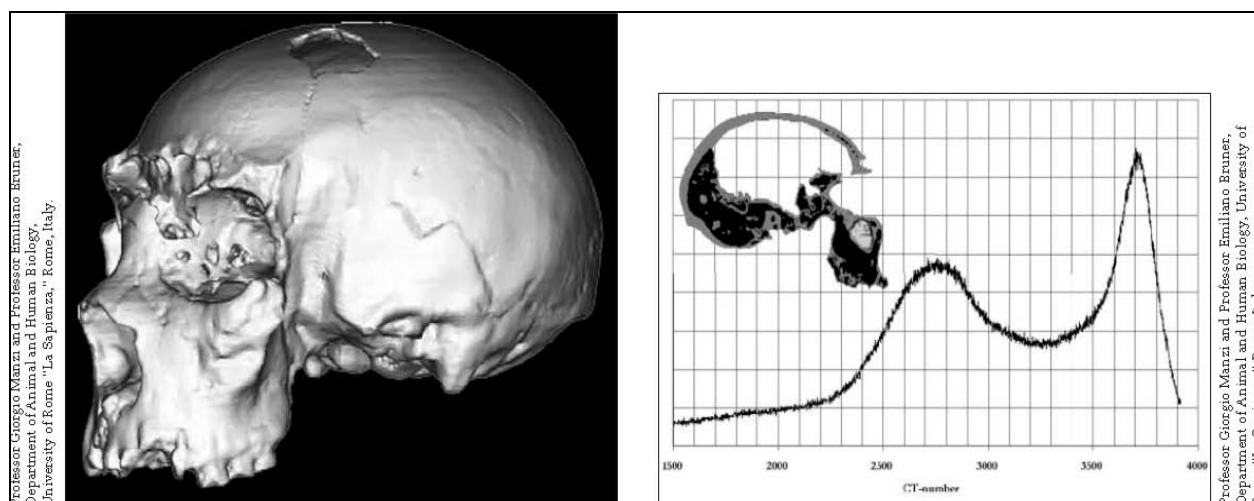 Professor Giorgio Manzi and Professor Emiliano Bruner,
Department of Animal and Human Biology,
University of Rome "La Sapienza," Rome, Italy.
1500 2000 2500 3000 3500 4000
CT-number
Professor Giorgio Manzi and Professor Emiliano Bruner,
Department of Animal and Human Biology, University of